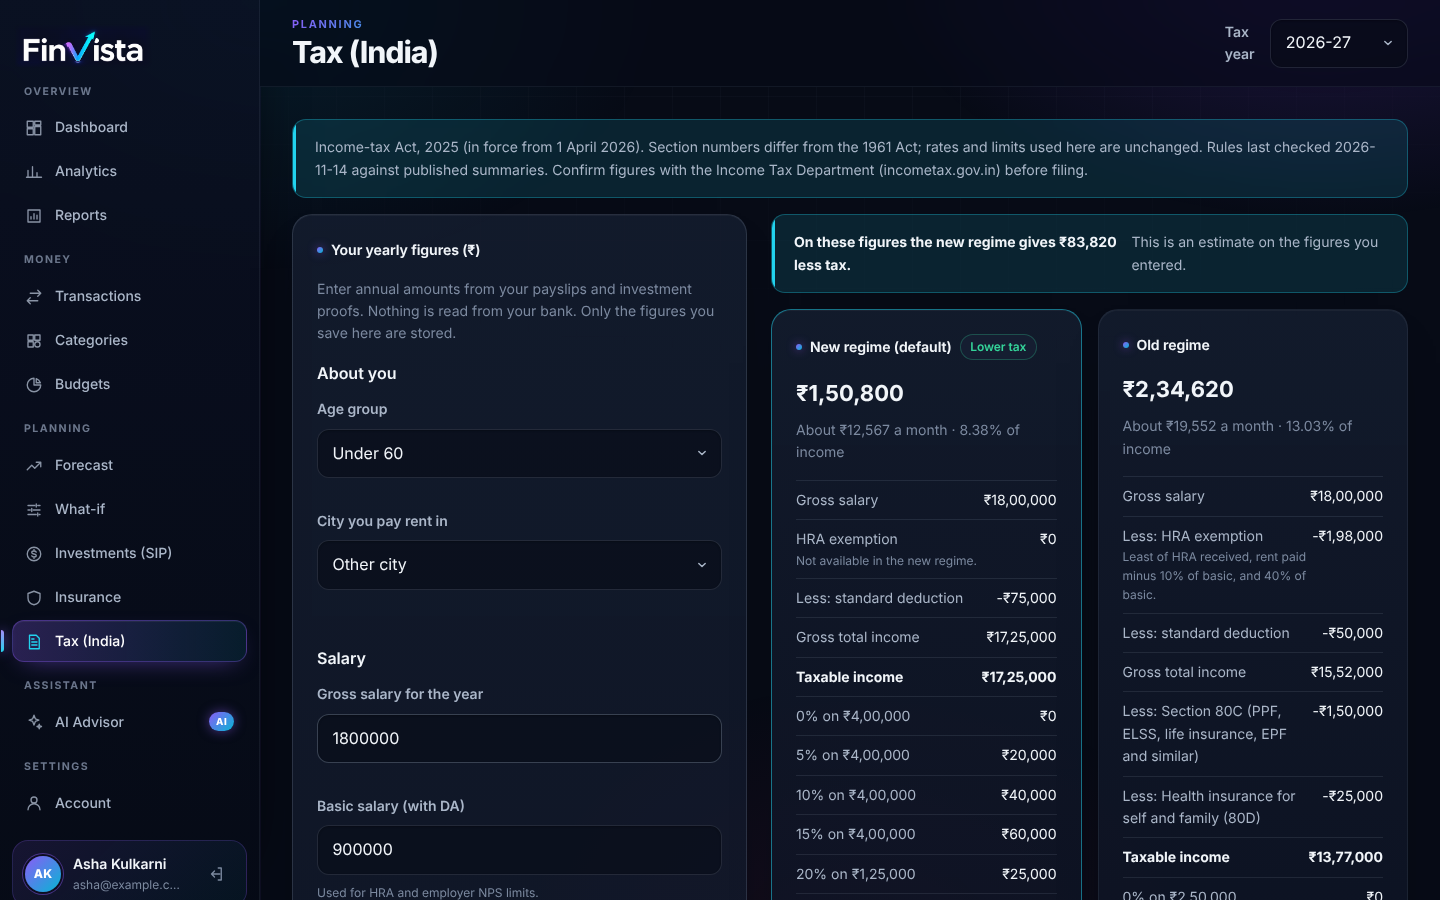 FinVista
OVERVIEW
Dashboard
Analytics
Reports
MONEY
Transactions
Categories
Budgets
PLANNING
Forecast
What-if
Investments (SIP)
Insurance
Tax (India)
ASSISTANT
AI Advisor
AI
SETTINGS
Account
AK
Asha Kulkarni
asha@example.c...
PLANNING
Tax (India)
Tax
year
2026-27
Income-tax Act, 2025 (in force from 1 April 2026). Section numbers differ from the 1961 Act; rates and limits used here are unchanged. Rules last checked 2026-
11-14 against published summaries. Confirm figures with the Income Tax Department (incometax.gov.in) before filing.
Your yearly figures (₹)
Enter annual amounts from your payslips and investment
proofs. Nothing is read from your bank. Only the figures you
save here are stored.
About you
Age group
Under 60
City you pay rent in
Other city
Salary
Gross salary for the year
1800000
Basic salary (with DA)
900000
Used for HRA and employer NPS limits.
On these figures the new regime gives ₹83,820
less tax.
This is an estimate on the figures you
entered.
New regime (default) Lower tax
₹1,50,800
About ₹12,567 a month · 8.38% of
income
Gross salary ₹18,00,000
HRA exemption ₹0
Not available in the new regime.
Less: standard deduction -₹75,000
Gross total income ₹17,25,000
Taxable income ₹17,25,000
0% on ₹4,00,000 ₹0
5% on ₹4,00,000 ₹20,000
10% on ₹4,00,000 ₹40,000
15% on ₹4,00,000 ₹60,000
20% on ₹1,25,000 ₹25,000
Old regime
₹2,34,620
About ₹19,552 a month · 13.03% of
income
Gross salary ₹18,00,000
Less: HRA exemption -₹1,98,000
Least of HRA received, rent paid
minus 10% of basic, and 40% of
basic.
Less: standard deduction -₹50,000
Gross total income ₹15,52,000
Less: Section 80C (PPF, -₹1,50,000
ELSS, life insurance, EPF
and similar)
Less: Health insurance for -₹25,000
self and family (80D)
Taxable income ₹13,77,000
0% on ₹2,50,000 ₹0